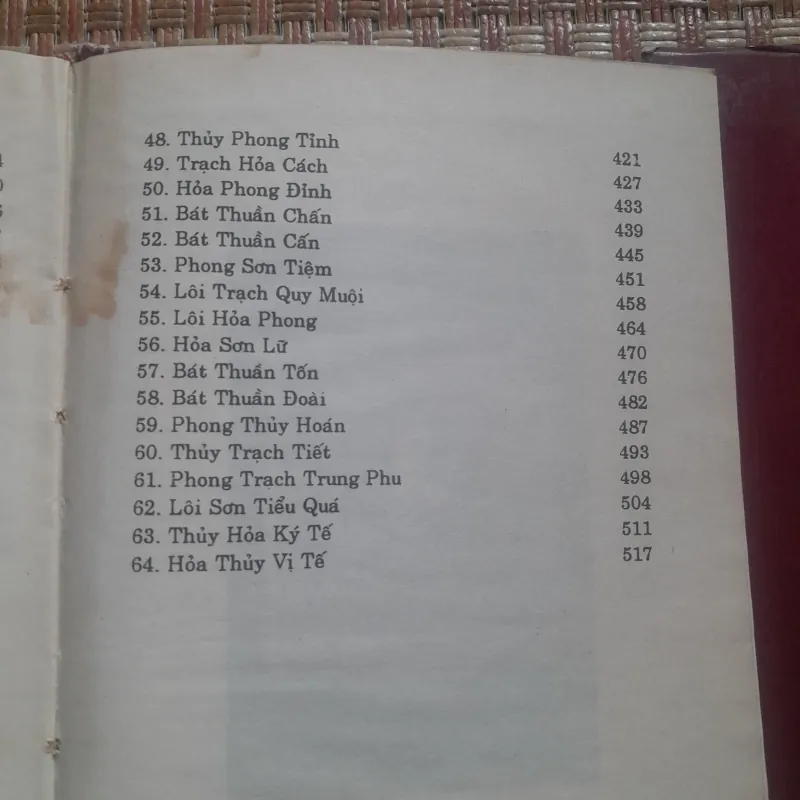 48. Thủy Phong Tỉnh 421
49. Trạch Hỏa Cách 427
50. Hỏa Phong Đỉnh 433
51. Bát Thuần Chấn 439
52. Bát Thuần Cấn 445
53. Phong Sơn Tiệm 451
54. Lôi Trạch Quy Muội 458
55. Lôi Hỏa Phong 464
56. Hỏa Sơn Lữ 470
57. Bát Thuần Tốn 476
58. Bát Thuần Đoài 482
59. Phong Thủy Hoán 487
60. Thủy Trạch Tiết 493
61. Phong Trạch Trung Phu 498
62. Lôi Sơn Tiểu Quá 504
63. Thủy Hỏa Ký Tế 511
64. Hỏa Thủy Vị Tế 517